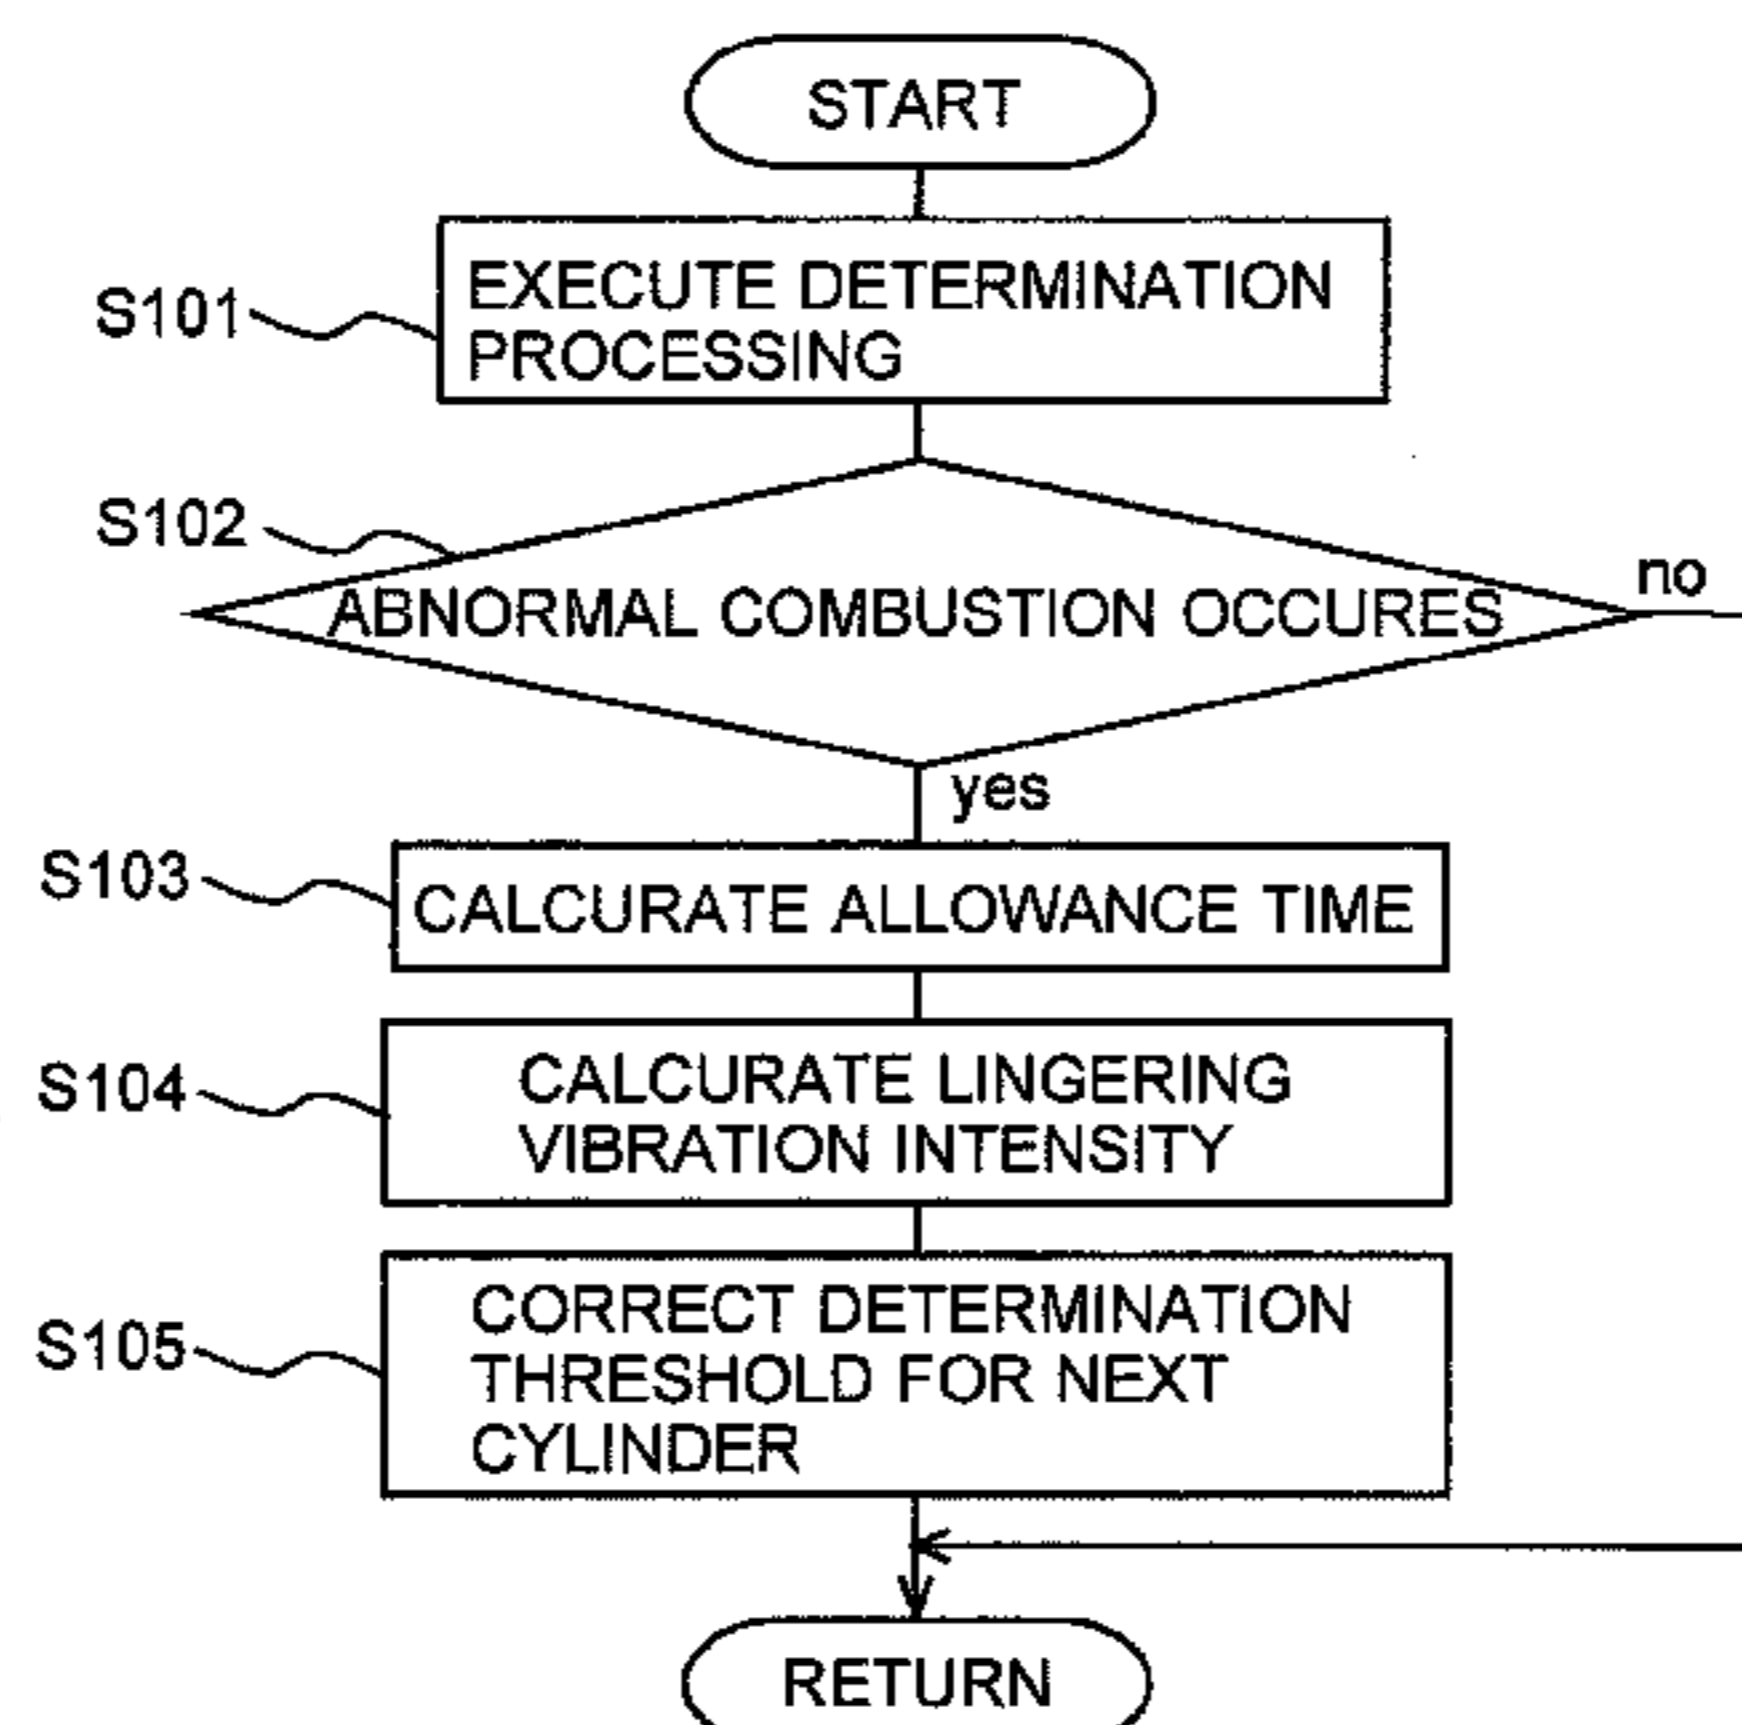 START
S101
EXECUTE DETERMINATION
PROCESSING
S102
ABNORMAL COMBUSTION OCCURES
no
yes
S103
CALCURATE ALLOWANCE TIME
S104
CALCURATE LINGERING
VIBRATION INTENSITY
S105
CORRECT DETERMINATION
THRESHOLD FOR NEXT
CYLINDER
RETURN